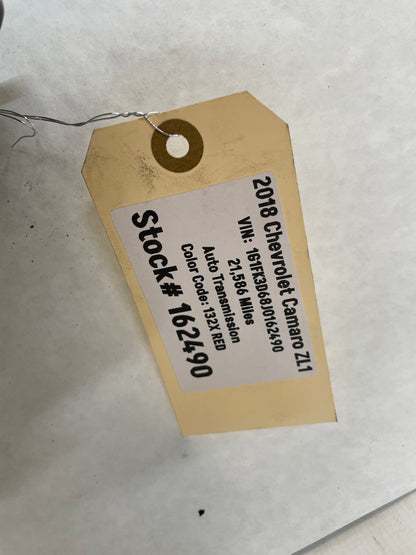 2018 Chevrolet Camaro ZL1
VIN: 1G1FK3D68J0162490
21,586 Miles
Auto Transmission
Color Code: 132X RED
Stock# 162490